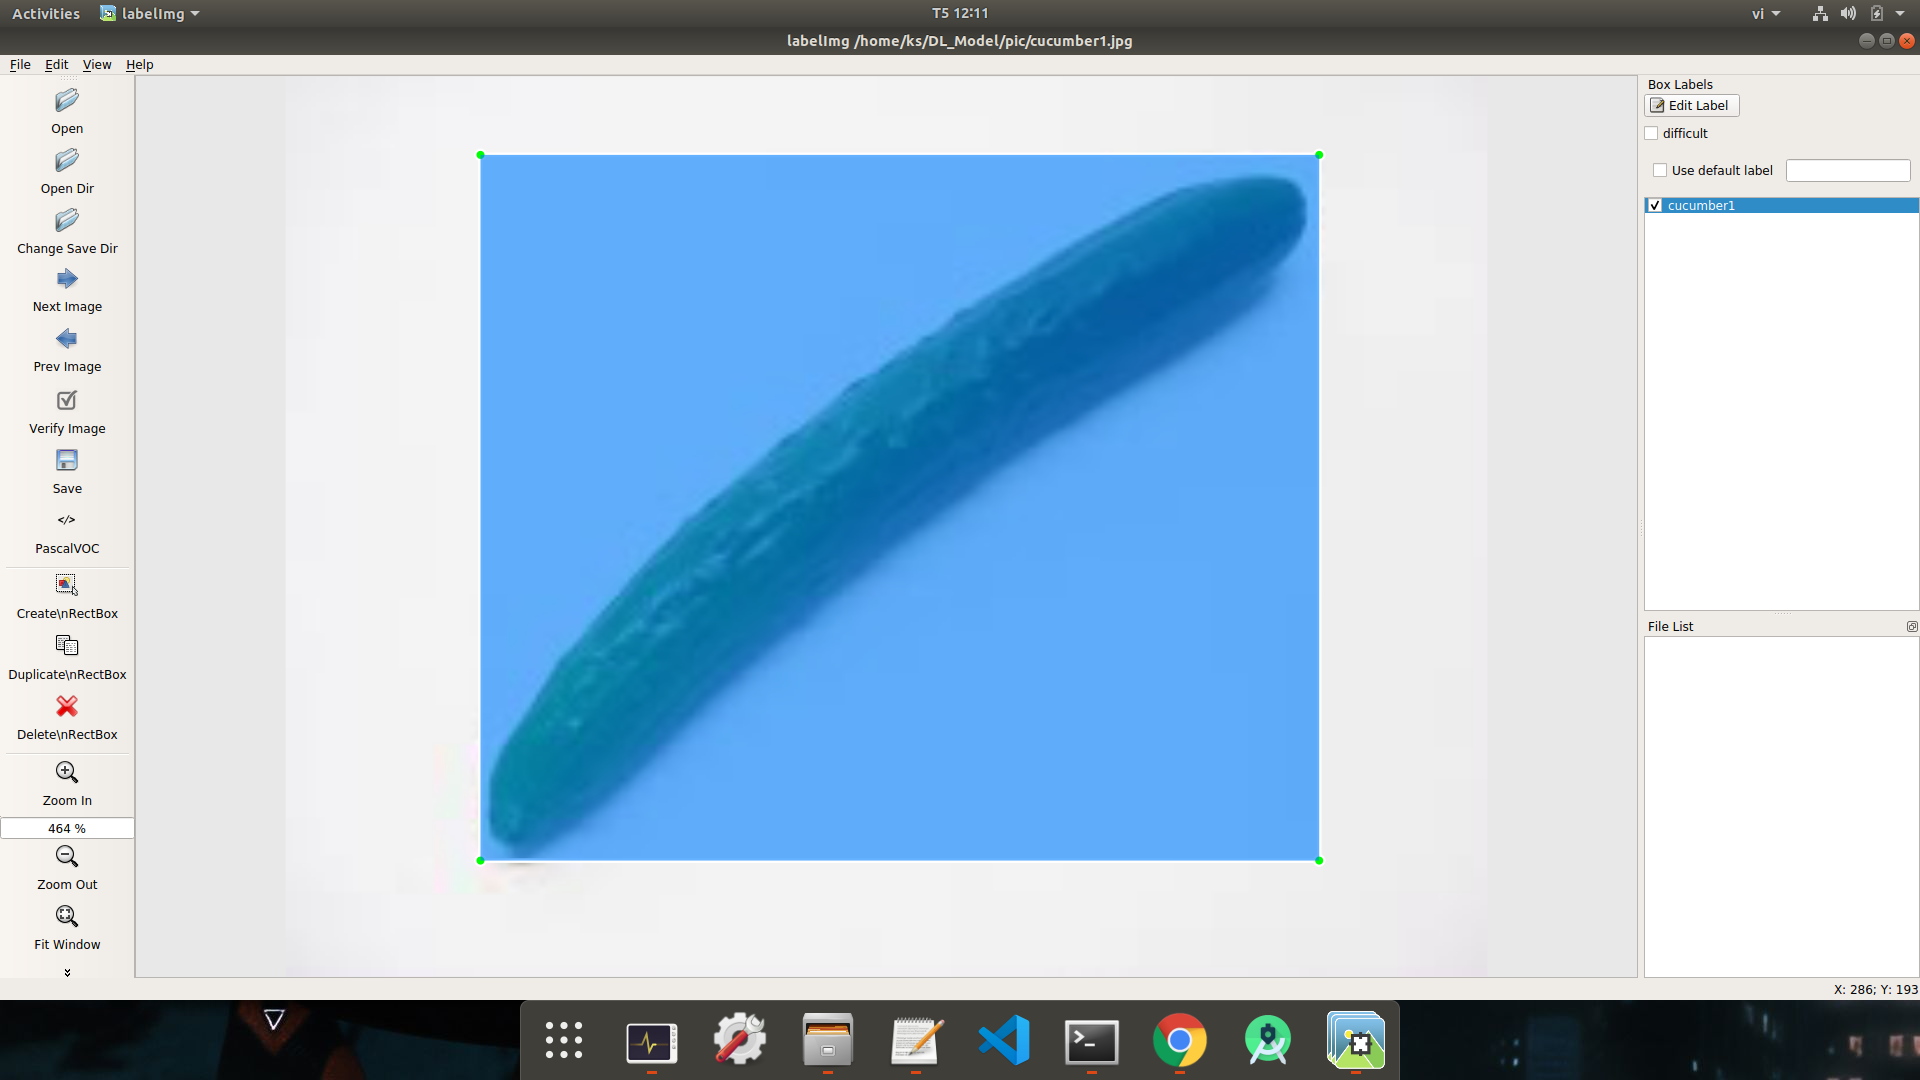 Activities labelImg T5 12:11 vi
labelImg /home/ks/DL_Model/pic/cucumber1.jpg
File Edit View Help
Open
Open Dir
Change Save Dir
Next Image
Prev Image
Verify Image
Save
</>
PascalVOC
Create\nRectBox
Duplicate\nRectBox
Delete\nRectBox
Zoom In
464 %
Zoom Out
Fit Window
Box Labels
Edit Label
difficult
Use default label
cucumber1
File List
X: 286; Y: 193